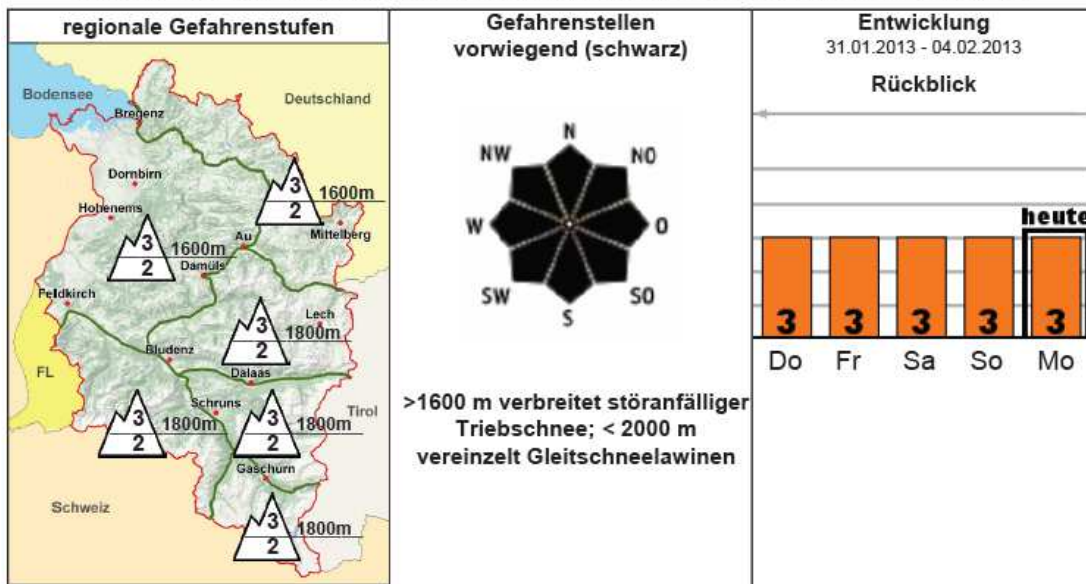 regionale Gefahrenstufen
Bodensee
Deutschland
Bregenz
Dornbirn
3
2
1600m
Hohenems
Mittelberg
3
2
1600m
Au
Damüls
Feldkirch
3
2
1800m
Lech
Bludenz
FL
Dalaas
Schruns
Tirol
3
2
1800m
3
2
1800m
Gaschurn
Schweiz
3
2
1800m
Gefahrenstellen
vorwiegend (schwarz)
N
NW
NO
W
O
SW
SO
S
>1600 m verbreitet störanfälliger
Triebschnee; < 2000 m
vereinzelt Gleitschneelawinen
Entwicklung
31.01.2013 - 04.02.2013
Rückblick
heute
3 3 3 3 3
Do Fr Sa So Mo